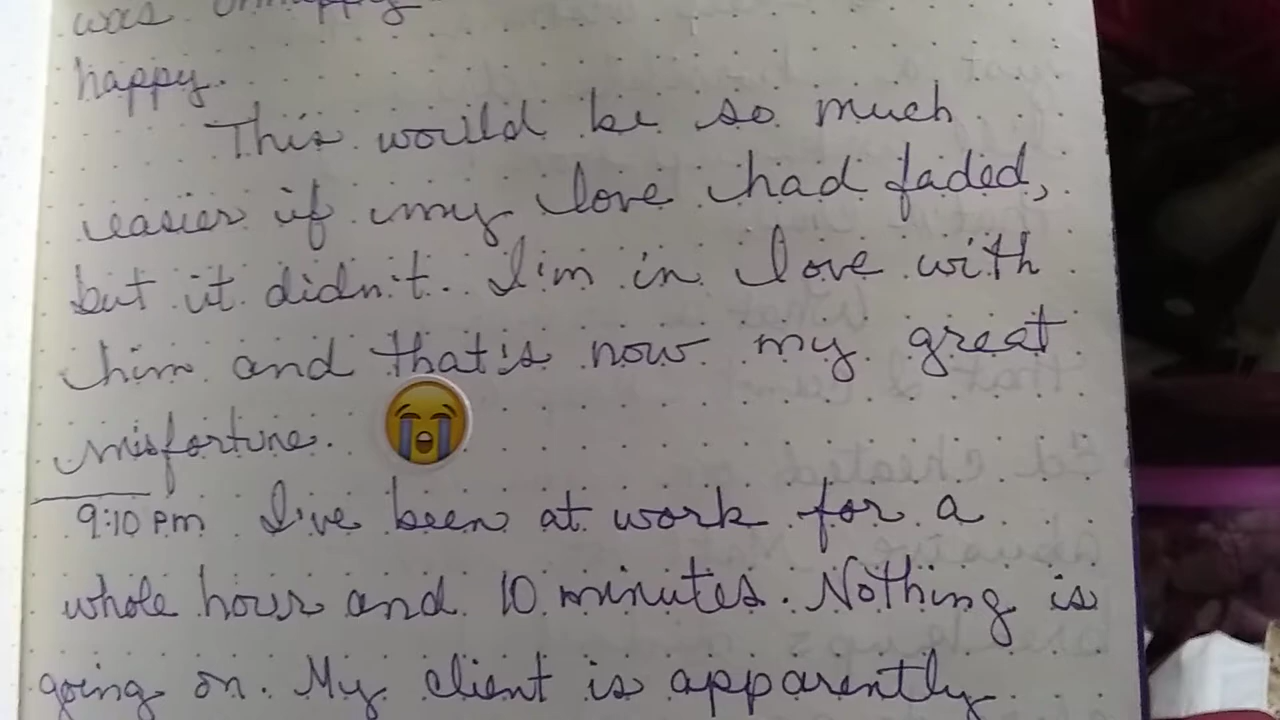 was unhappy
happy.
This would be so much
easier if my love had faded,
but it didn't. I'm in love with
him and that's now my great
misfortune.
9:10 pm I've been at work for a
whole hour and 10 minutes. Nothing is
going on. My client is apparently